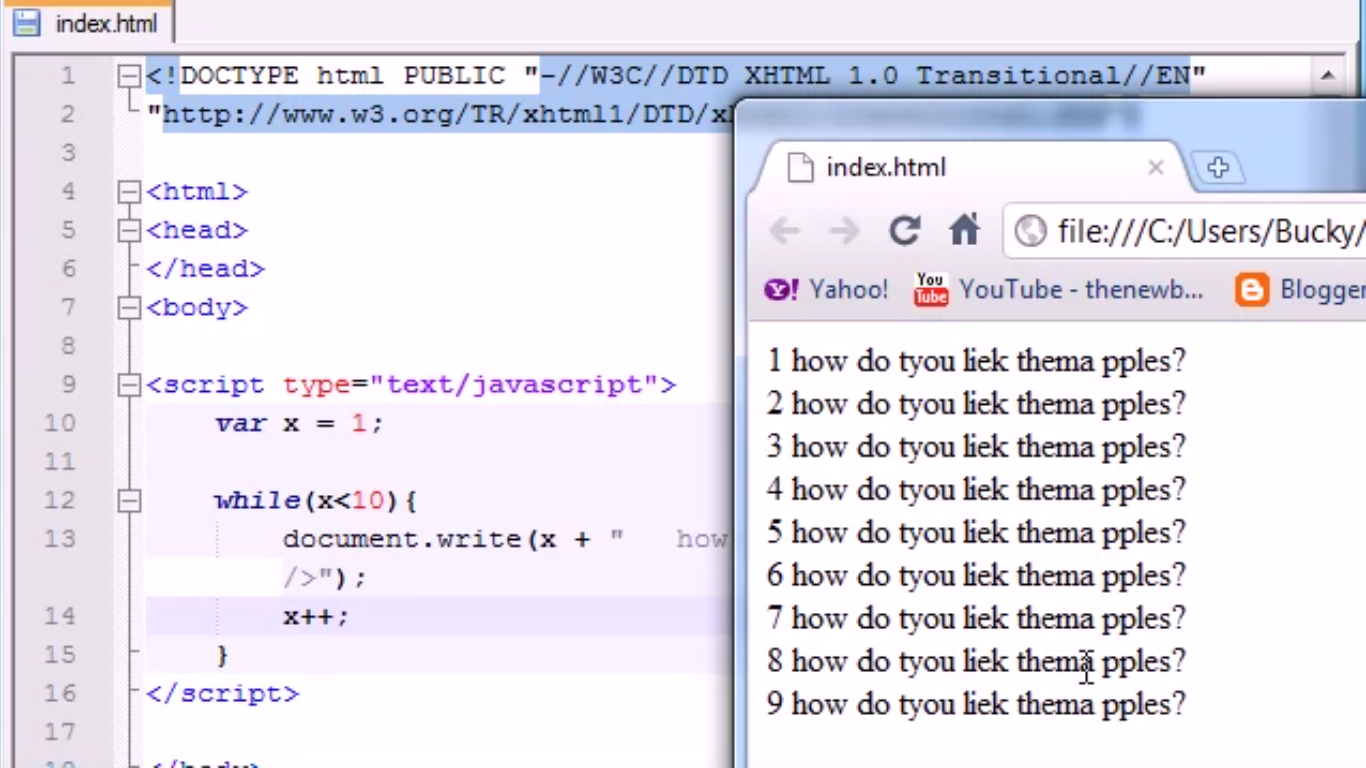 index.html
1 <!DOCTYPE html PUBLIC "-//W3C//DTD XHTML 1.0 Transitional//EN"
2 "http://www.w3.org/TR/xhtml1/DTD/
3
4 <html>
5 <head>
6 </head>
7 <body>
8
9 <script type="text/javascript">
10 var x = 1;
11
12 while(x<10){
13 document.write(x + "   how
/>");
14 x++;
15 }
16 </script>
17
18 </body>
index.html
file:///C:/Users/Bucky/
Y! Yahoo!
You Tube YouTube - thenewb...
Blogger
1 how do tyou liek thema pples?
2 how do tyou liek thema pples?
3 how do tyou liek thema pples?
4 how do tyou liek thema pples?
5 how do tyou liek thema pples?
6 how do tyou liek thema pples?
7 how do tyou liek thema pples?
8 how do tyou liek thema pples?
9 how do tyou liek thema pples?